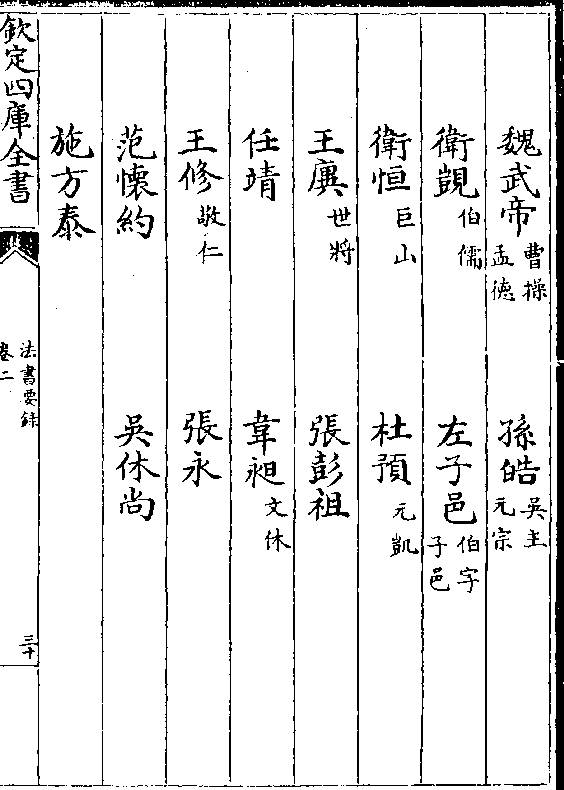 魏武帝 曹操孟德 孫皓 吳主元宗
衛覬 伯儒 左子邑 伯字子邑
衛恒 巨山 杜預 元凱
王廙 世將 張彭祖
任靖 韋昶 文休
王修 敬仁 張永
范懷約 吳休尚
施方泰
欽定四庫全書 法書要錄 卷二 三十